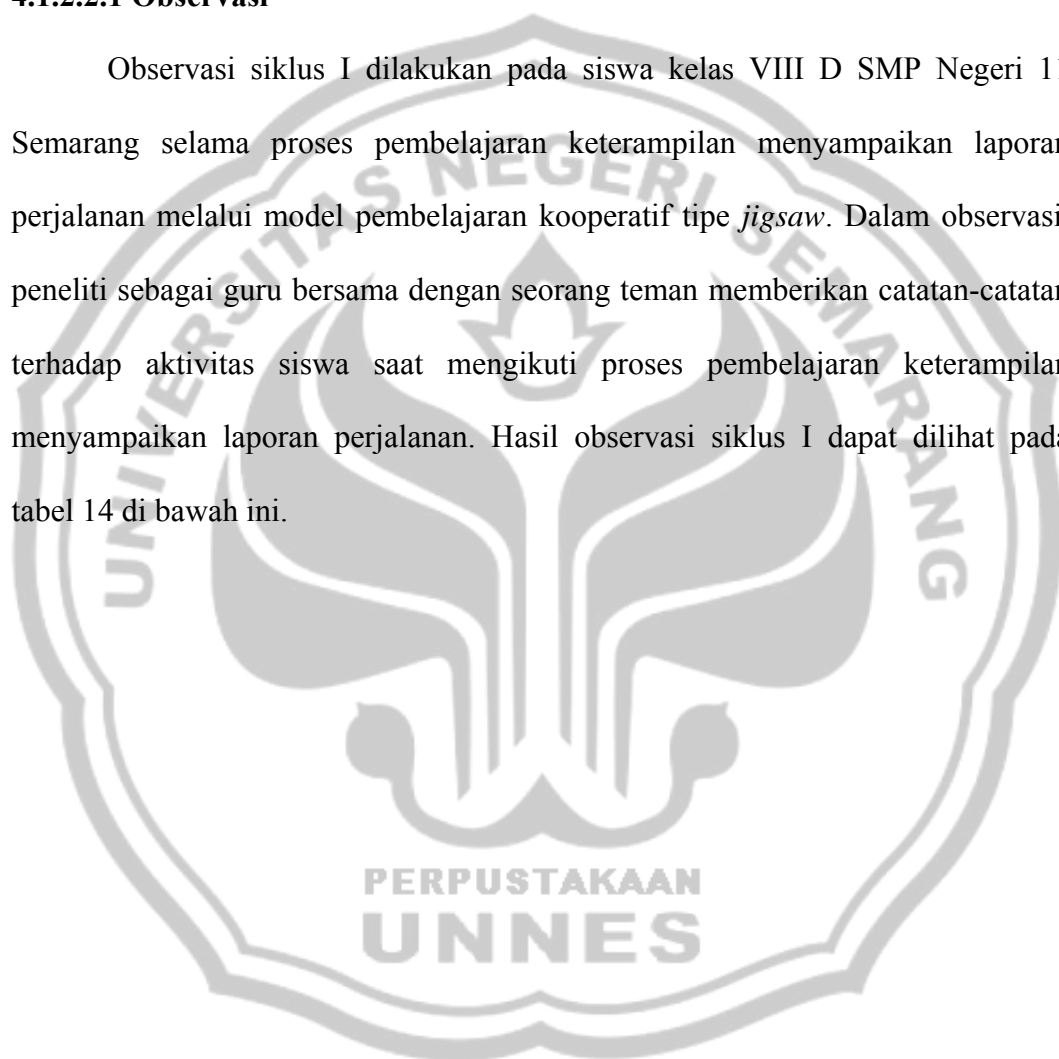 4.1.2.2.1 Observasi
Observasi siklus I dilakukan pada siswa kelas VIII D SMP Negeri 11
Semarang selama proses pembelajaran keterampilan menyampaikan laporan
perjalanan melalui model pembelajaran kooperatif tipe jigsaw. Dalam observasi
peneliti sebagai guru bersama dengan seorang teman memberikan catatan-catatan
terhadap aktivitas siswa saat mengikuti proses pembelajaran keterampilan
menyampaikan laporan perjalanan. Hasil observasi siklus I dapat dilihat pada
tabel 14 di bawah ini.
UNIVERSITAS NEGERI SEMARANG
PERPUSTAKAAN
UNNES